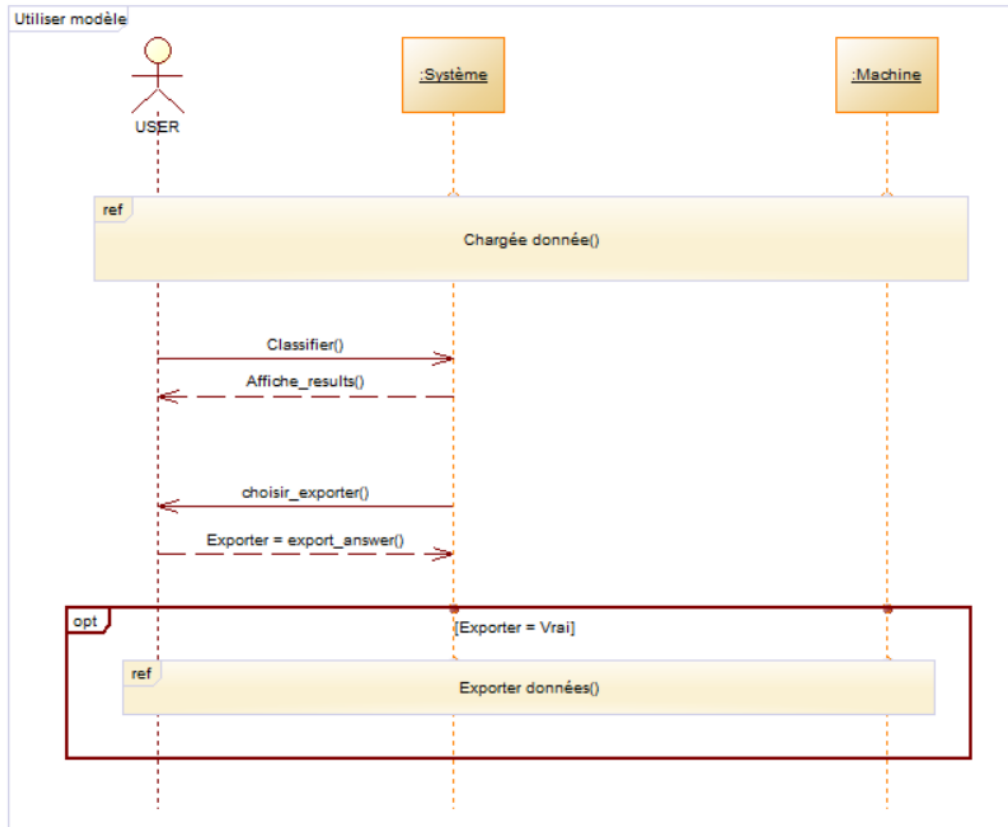 Utiliser modèle
USER
:Système
:Machine
ref
Chargée donnée()
Classifier()
Affiche_results()
choisir_exporter()
Exporter = export_answer()
opt
[Exporter = Vrai]
ref
Exporter données()